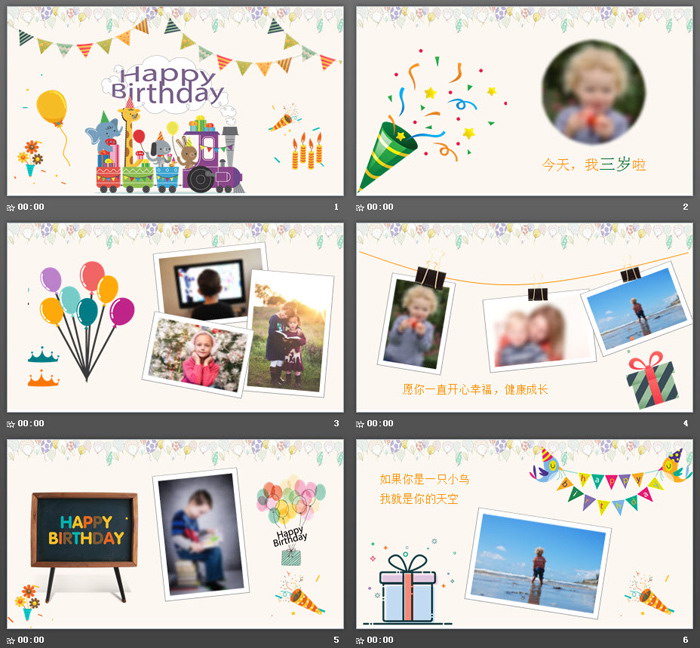 Happy
Birthday
00:00
1
今天，我三岁啦
00:00
2
00:00
3
愿你一直开心幸福，健康成长
00:00
4
HAPPY
BIRTHDAY
Happy
Birthday
00:00
5
如果你是一只小鸟
我就是你的天空
happy
birthday
00:00
6